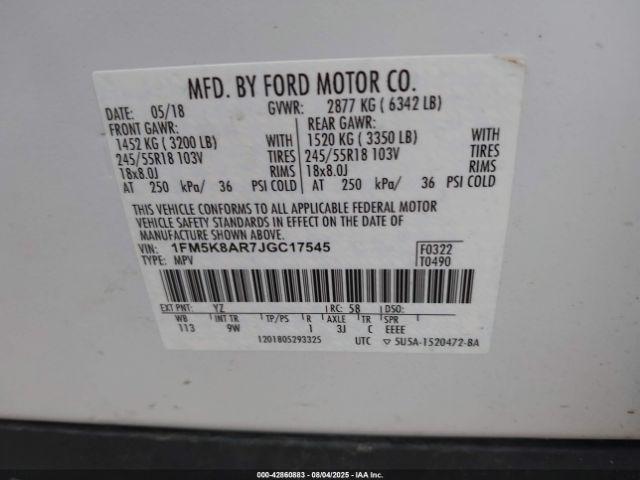 MFD. BY FORD MOTOR CO.
DATE: 05/18 GVWR: 2877 KG ( 6342 LB)
FRONT GAWR: REAR GAWR:
1452 KG ( 3200 LB) WITH 1520 KG ( 3350 LB) WITH
245/55R18 103V TIRES 245/55R18 103V TIRES
18x8.0J RIMS 18x8.0J RIMS
AT 250 kPa/ 36 PSI COLD AT 250 kPa/ 36 PSI COLD
THIS VEHICLE CONFORMS TO ALL APPLICABLE FEDERAL MOTOR
VEHICLE SAFETY STANDARDS IN EFFECT ON THE DATE OF
MANUFACTURE SHOWN ABOVE.
VIN: 1FM5K8AR7JGC17545 F0322
TYPE: MPV T0490
EXT PNT: YZ RC: 58 DSO:
WB INT TR TP/PS R AXLE TR SPR
113 9W 1 3J C EEEE
1201805293325 UTC ▽ 5U5A-1520472-BA
000-42860883 - 08/04/2025 - IAAI.com